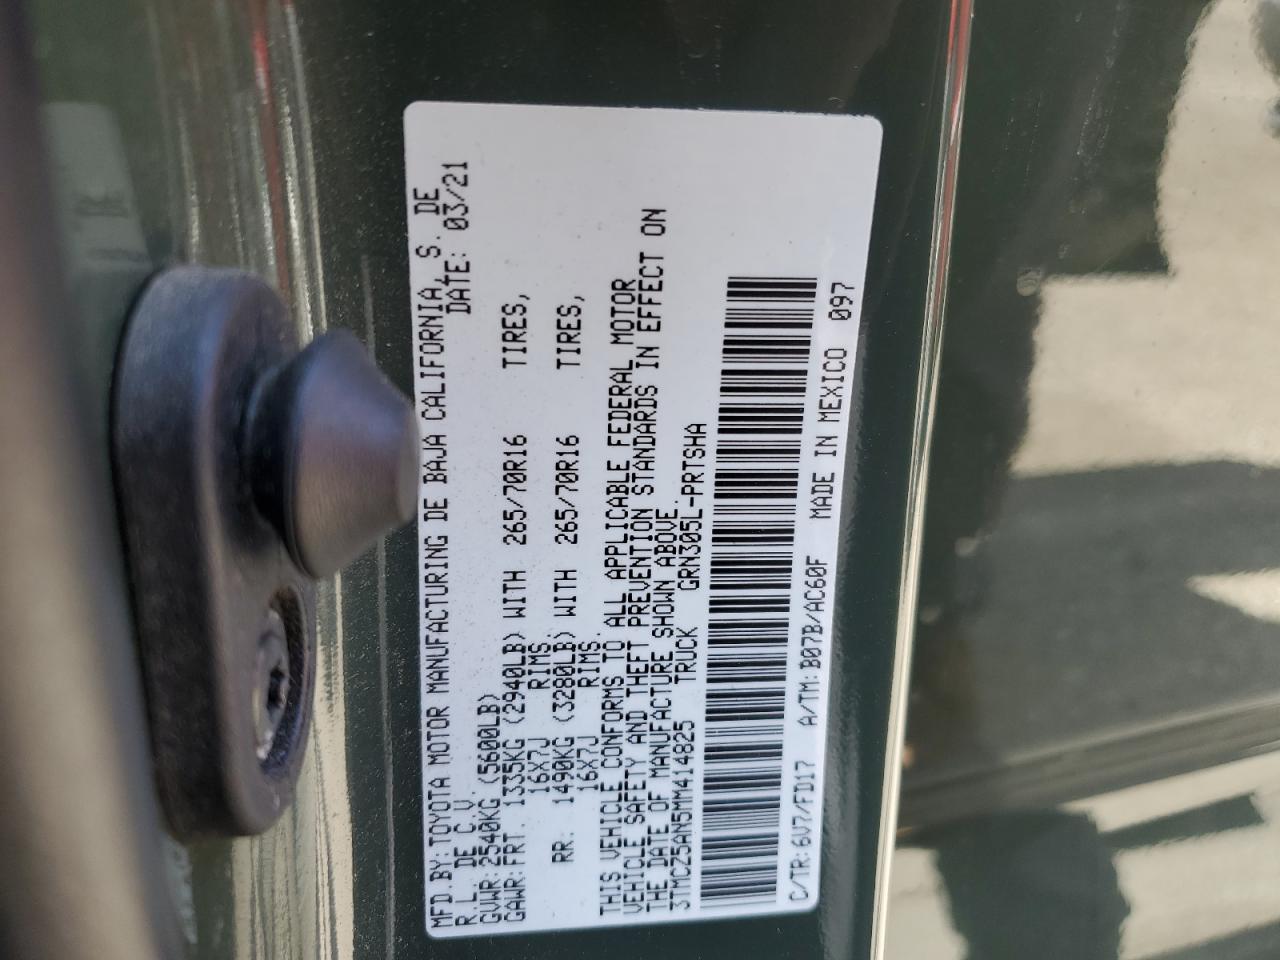 MFD.BY:TOYOTA MOTOR MANUFACTURING DE BAJA CALIFORNIA, S. DE
R.L. DE C.V. DATE: 03/21
GVWR:2540KG (5600LB)
GAWR:FRT. 1335KG (2940LB) WITH 265/70R16 TIRES,
16X7J RIMS
RR. 1490KG (3280LB) WITH 265/70R16 TIRES,
16X7J RIMS.
THIS VEHICLE CONFORMS TO ALL APPLICABLE FEDERAL MOTOR
VEHICLE SAFETY AND THEFT PREVENTION STANDARDS IN EFFECT ON
THE DATE OF MANUFACTURE SHOWN ABOVE.
3TMCZ5AN5MM414825 TRUCK GRN305L-PRTSHA
C/TR:6V7/FD17 A/TM:B07B/AC60F MADE IN MEXICO 097